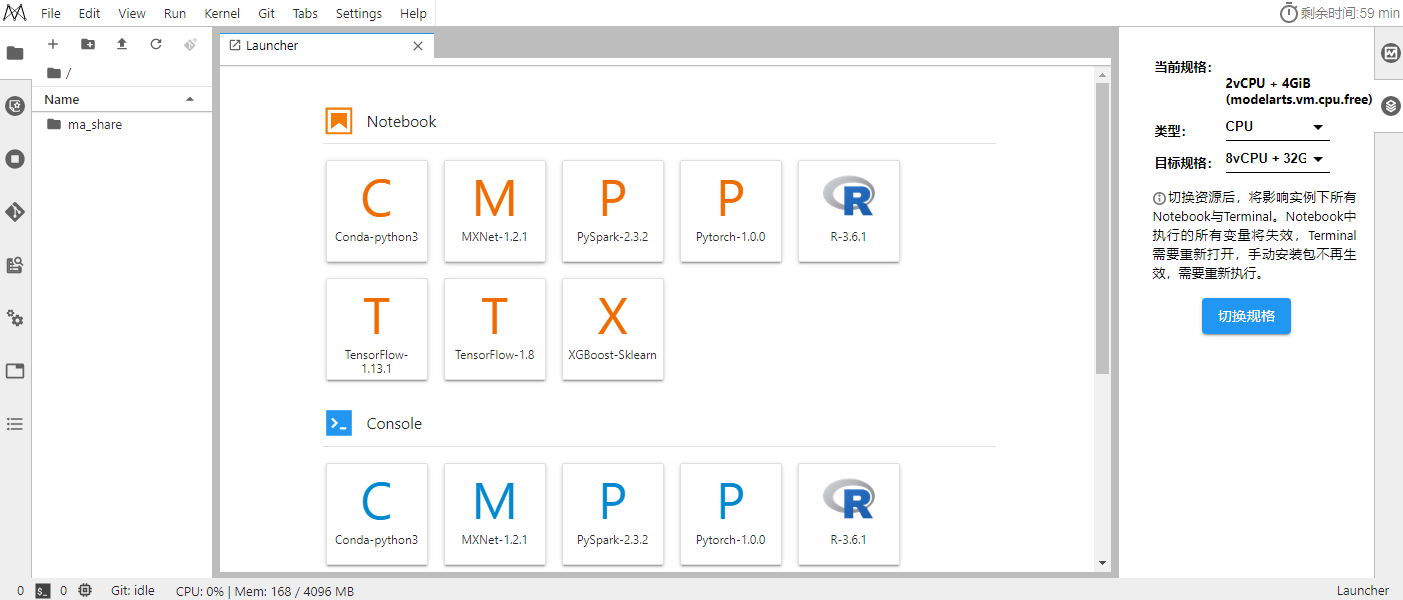 File Edit View Run Kernel Git Tabs Settings Help
剩余时间:59 min
/
Name
ma_share
Launcher
Notebook
C
Conda-python3
M
MXNet-1.2.1
P
PySpark-2.3.2
P
Pytorch-1.0.0
R
R-3.6.1
T
TensorFlow-
1.13.1
T
TensorFlow-1.8
X
XGBoost-Sklearn
Console
C
Conda-python3
M
MXNet-1.2.1
P
PySpark-2.3.2
P
Pytorch-1.0.0
R
R-3.6.1
当前规格：
2vCPU + 4GiB
(modelarts.vm.cpu.free)
类型：
CPU
目标规格：
8vCPU + 32G
切换资源后，将影响实例下所有
Notebook与Terminal。Notebook中
执行的所有变量将失效，Terminal
需要重新打开，手动安装包不再生
效，需要重新执行。
切换规格
0 $_ 0 Git: idle CPU: 0% | Mem: 168 / 4096 MB
Launcher